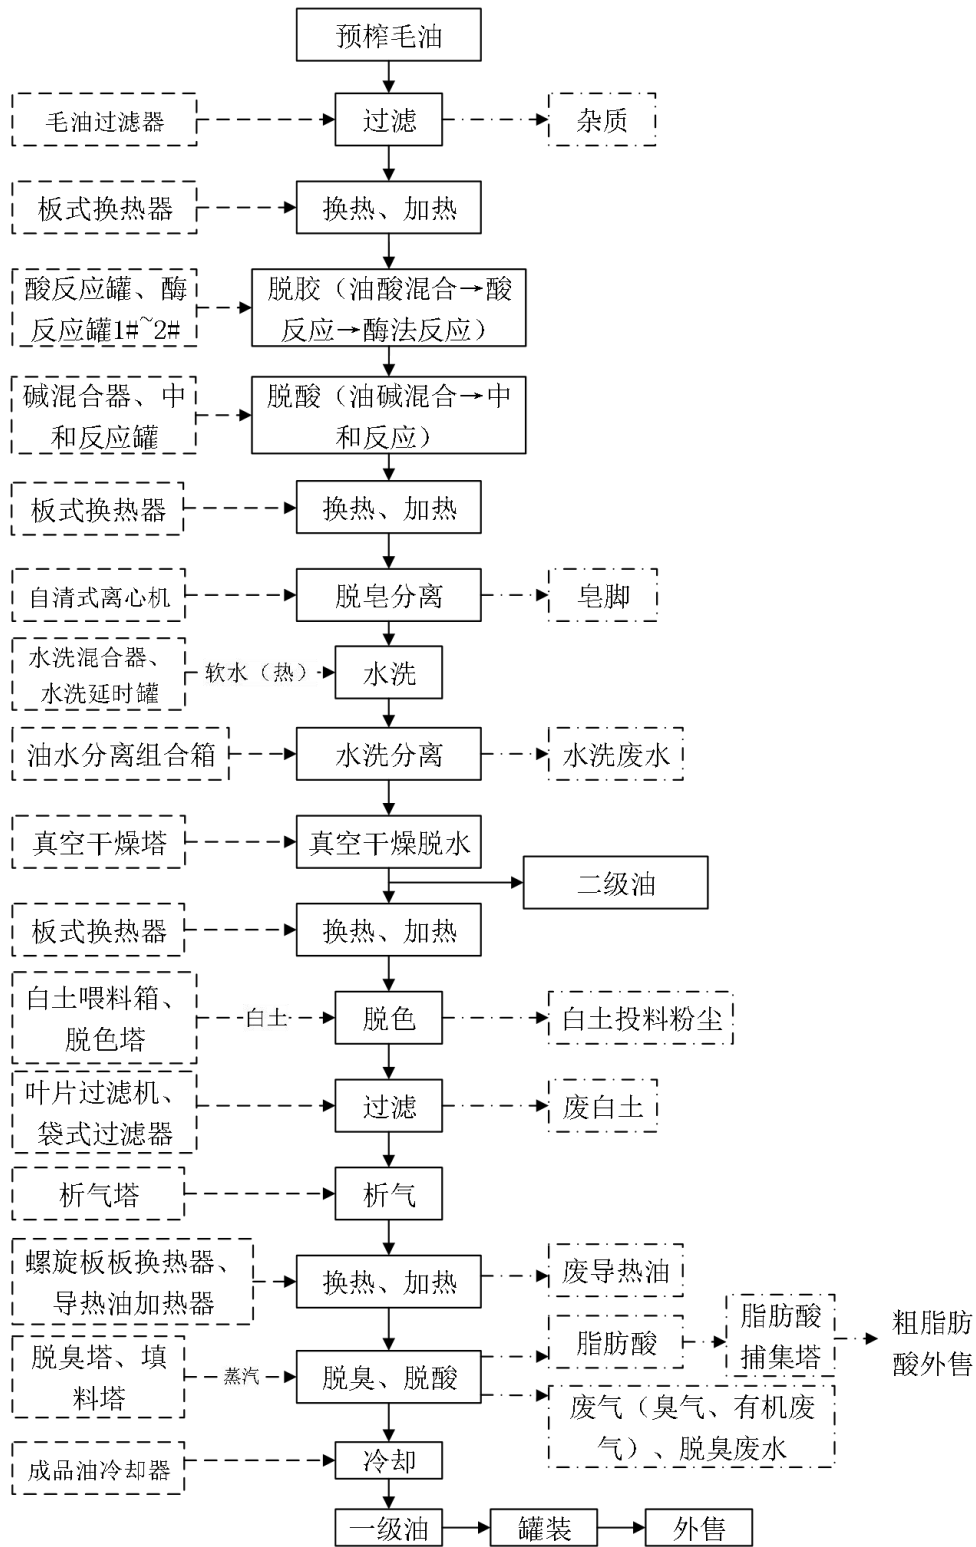 预榨毛油
毛油过滤器
过滤
杂质
板式换热器
换热、加热
酸反应罐、酶
反应罐1#~2#
脱胶（油酸混合→酸
反应→酶法反应）
碱混合器、中
和反应罐
脱酸（油碱混合→中
和反应）
板式换热器
换热、加热
自清式离心机
脱皂分离
皂脚
水洗混合器、
水洗延时罐
软水（热）
水洗
油水分离组合箱
水洗分离
水洗废水
真空干燥塔
真空干燥脱水
二级油
板式换热器
换热、加热
白土喂料箱、
脱色塔
白土
脱色
白土投料粉尘
叶片过滤机、
袋式过滤器
过滤
废白土
析气塔
析气
螺旋板板换热器、
导热油加热器
换热、加热
废导热油
脂肪酸
脂肪酸
捕集塔
粗脂肪
酸外售
脱臭塔、填
料塔
蒸汽
脱臭、脱酸
废气（臭气、有机废
气）、脱臭废水
成品油冷却器
冷却
一级油
罐装
外售